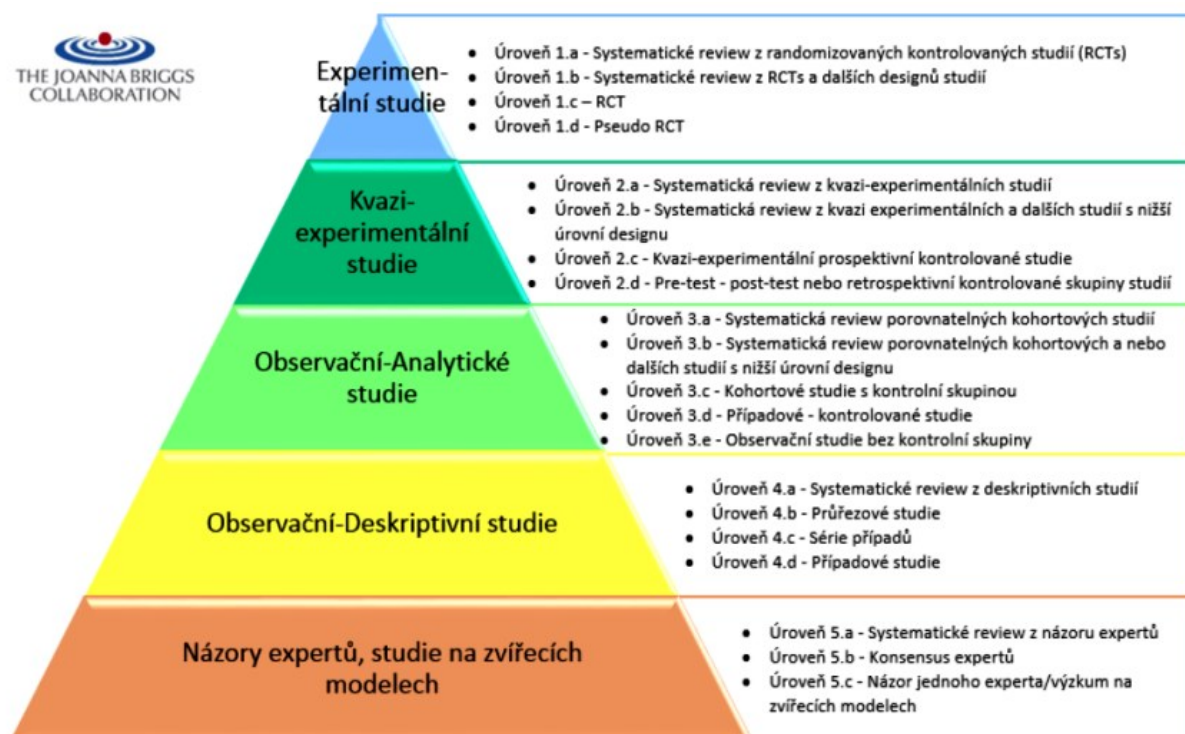 THE JOANNA BRIGGS
COLLABORATION
Experimen-
tální studie
• Úroveň 1.a - Systematické review z randomizovaných kontrolovaných studií (RCTs)
• Úroveň 1.b - Systematické review z RCTs a dalších designů studií
• Úroveň 1.c – RCT
• Úroveň 1.d - Pseudo RCT
Kvazi-
experimentální
studie
• Úroveň 2.a - Systematická review z kvazi-experimentálních studií
• Úroveň 2.b - Systematická review z kvazi experimentálních a dalších studií s nižší
úrovní designu
• Úroveň 2.c - Kvazi-experimentální prospektivní kontrolované studie
• Úroveň 2.d - Pre-test - post-test nebo retrospektivní kontrolované skupiny studií
Observační-Analytické
studie
• Úroveň 3.a - Systematická review porovnatelných kohortových studií
• Úroveň 3.b - Systematická review porovnatelných kohortových a nebo
dalších studií s nižší úrovní designu
• Úroveň 3.c - Kohortové studie s kontrolní skupinou
• Úroveň 3.d - Případové - kontrolované studie
• Úroveň 3.e - Observační studie bez kontrolní skupiny
Observační-Deskriptivní studie
• Úroveň 4.a - Systematické review z deskriptivních studií
• Úroveň 4.b - Průřezové studie
• Úroveň 4.c - Série případů
• Úroveň 4.d - Případové studie
Názory expertů, studie na zvířecích
modelech
• Úroveň 5.a - Systematické review z názoru expertů
• Úroveň 5.b - Konsensus expertů
• Úroveň 5.c - Názor jednoho experta/výzkum na
zvířecích modelech